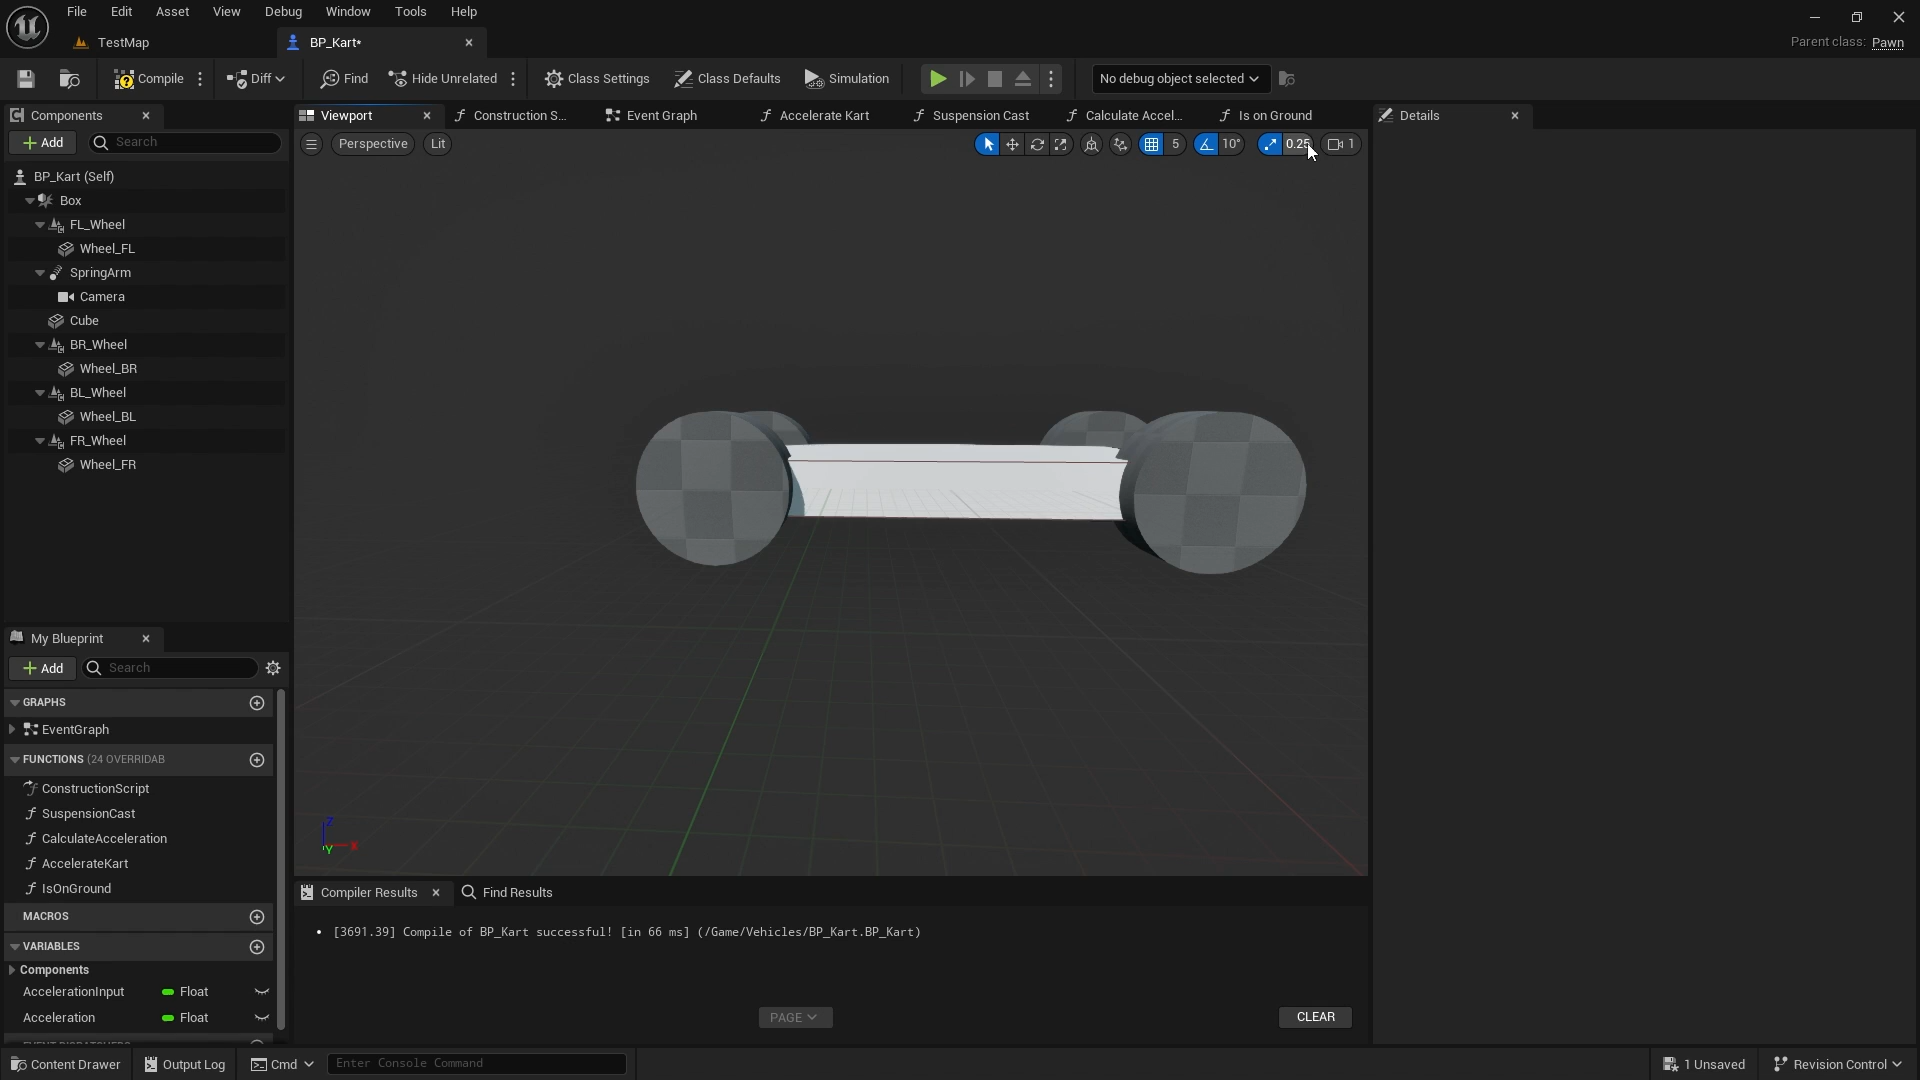 File Edit Asset View Debug Window Tools Help
TestMap
BP_Kart*
Parent class: Pawn
Compile
Diff
Find
Hide Unrelated
Class Settings
Class Defaults
Simulation
No debug object selected
Components
Add
Search
BP_Kart (Self)
Box
FL_Wheel
Wheel_FL
SpringArm
Camera
Cube
BR_Wheel
Wheel_BR
BL_Wheel
Wheel_BL
FR_Wheel
Wheel_FR
Viewport
Construction S...
Event Graph
Accelerate Kart
Suspension Cast
Calculate Accel...
Is on Ground
Perspective
Lit
5
10°
0.25
1
Z
X
Y
Details
My Blueprint
Add
Search
GRAPHS
EventGraph
FUNCTIONS (24 OVERRIDAB
ConstructionScript
SuspensionCast
CalculateAcceleration
AccelerateKart
IsOnGround
MACROS
VARIABLES
Components
AccelerationInput Float
Acceleration Float
Compiler Results
Find Results
[3691.39] Compile of BP_Kart successful! [in 66 ms] (/Game/Vehicles/BP_Kart.BP_Kart)
PAGE
CLEAR
Content Drawer
Output Log
Cmd
Enter Console Command
1 Unsaved
Revision Control